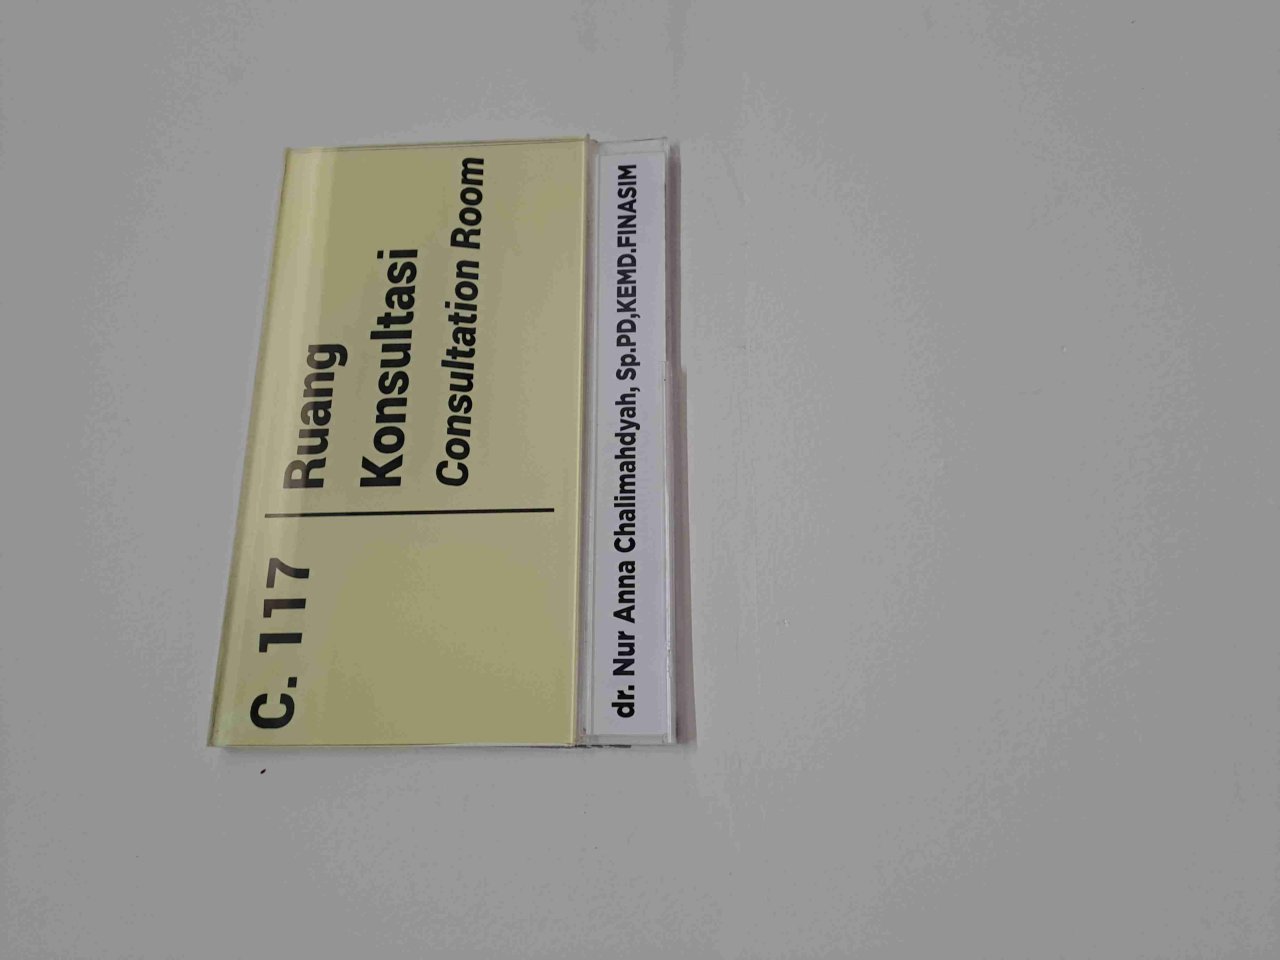 C. 117
Ruang
Konsultasi
Consultation Room
dr. Nur Anna Chalimahdyah, Sp.PD,KEMD.FINASIM